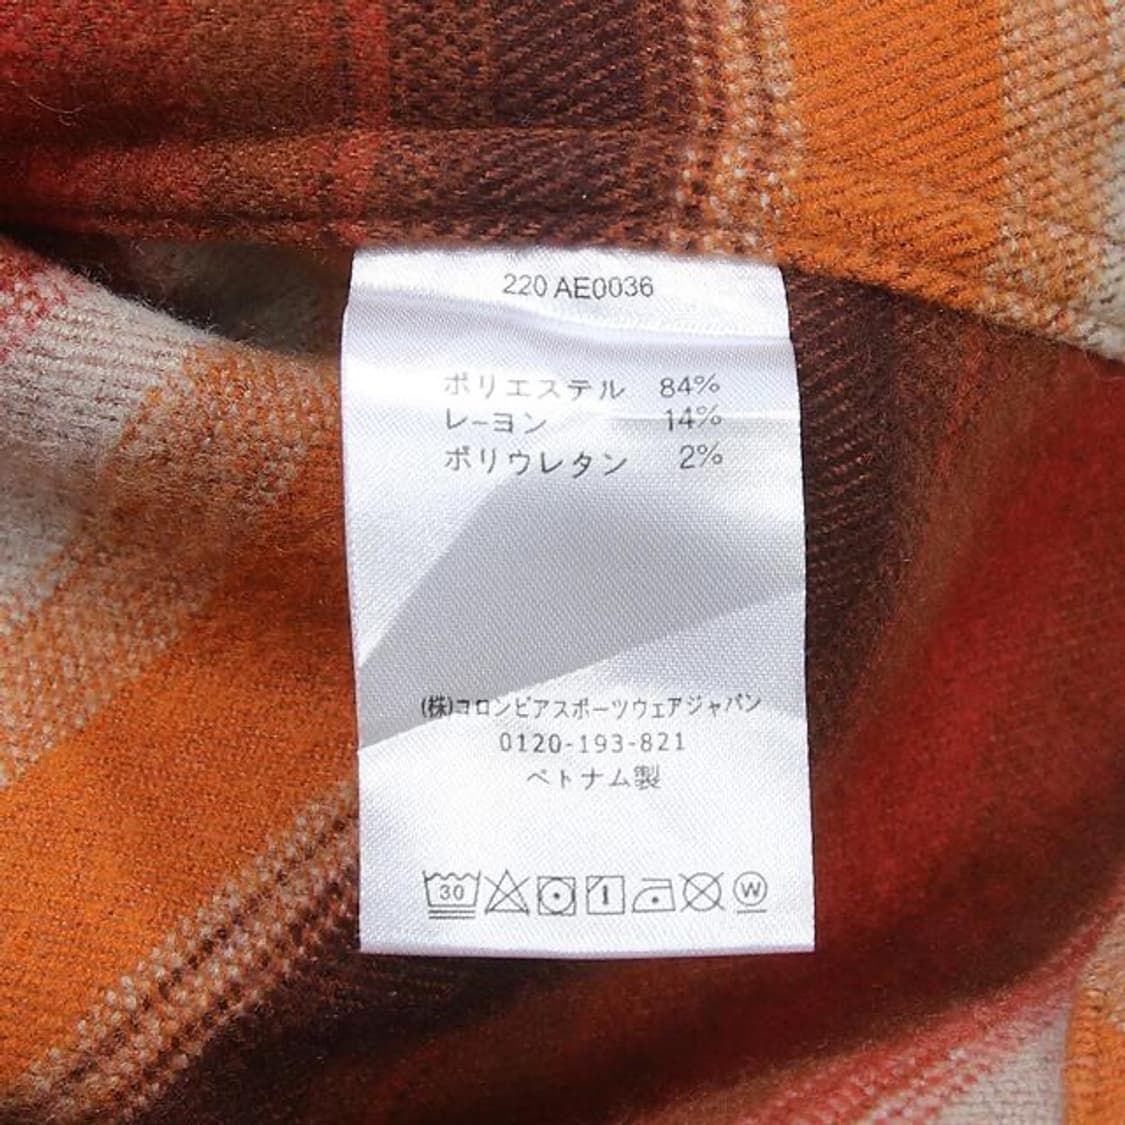 220 AE0036
ポリエステル 84%
レーヨン 14%
ポリウレタン 2%
(株)コロンビアスポーツウェアジャパン
0120-193-821
ベトナム製
30 W